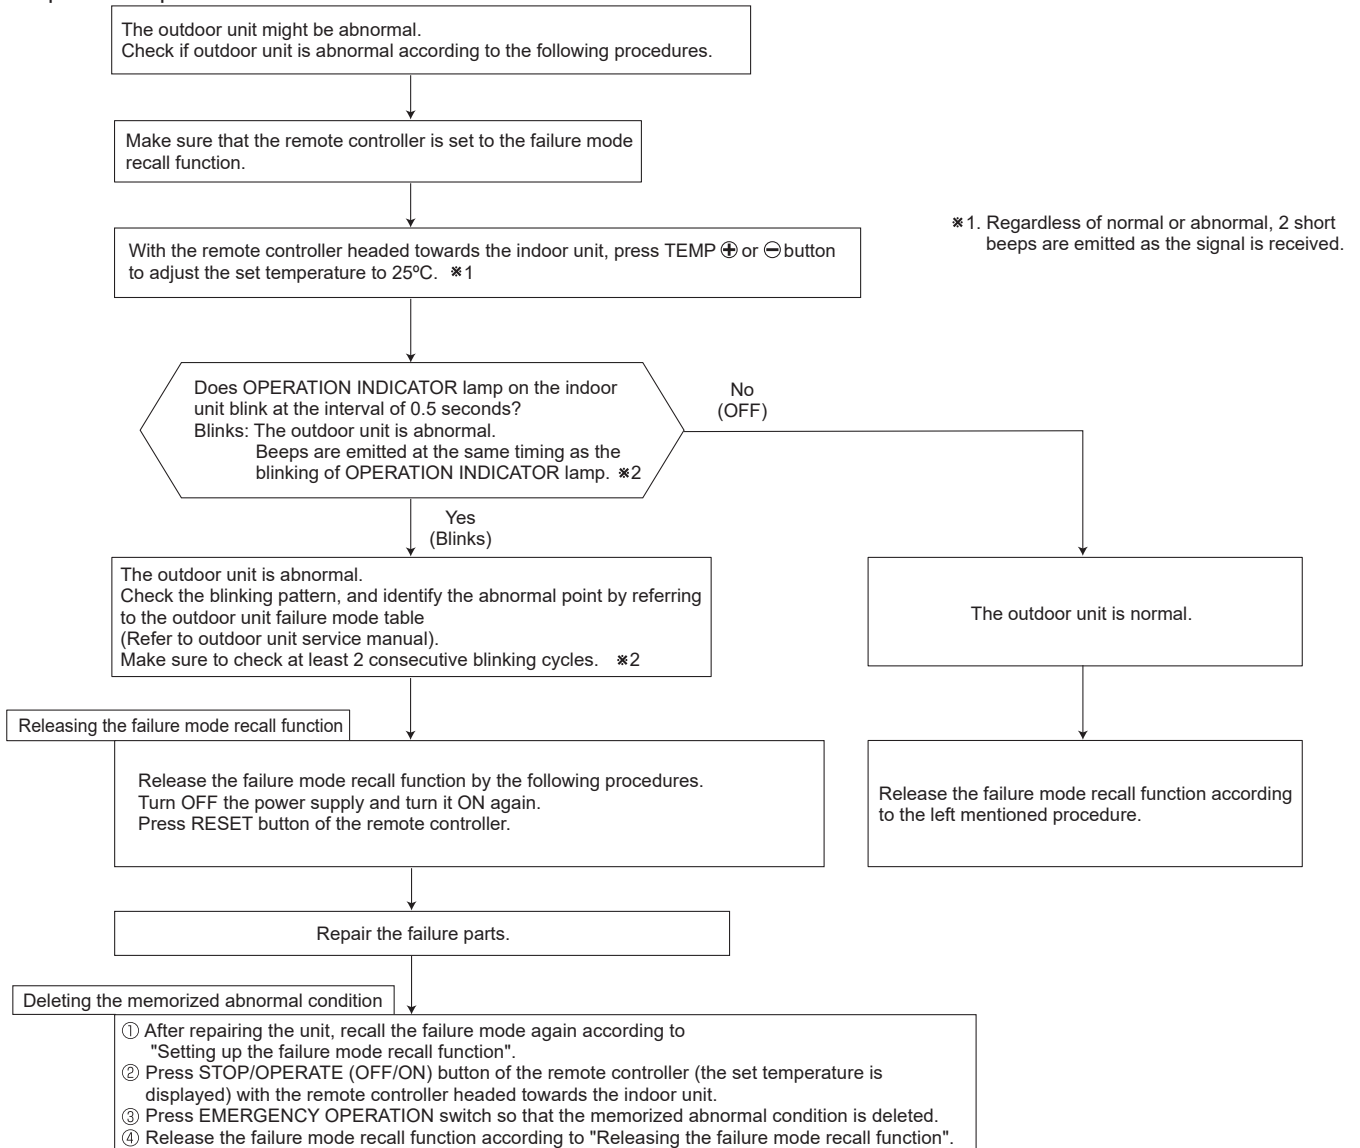 The outdoor unit might be abnormal.
Check if outdoor unit is abnormal according to the following procedures.
Make sure that the remote controller is set to the failure mode
recall function.
With the remote controller headed towards the indoor unit, press TEMP ⊕ or ⊖ button
to adjust the set temperature to 25ºC. ※1
※1. Regardless of normal or abnormal, 2 short
beeps are emitted as the signal is received.
Does OPERATION INDICATOR lamp on the indoor
unit blink at the interval of 0.5 seconds?
Blinks: The outdoor unit is abnormal.
Beeps are emitted at the same timing as the
blinking of OPERATION INDICATOR lamp. ※2
No
(OFF)
Yes
(Blinks)
The outdoor unit is abnormal.
Check the blinking pattern, and identify the abnormal point by referring
to the outdoor unit failure mode table
(Refer to outdoor unit service manual).
Make sure to check at least 2 consecutive blinking cycles. ※2
The outdoor unit is normal.
Releasing the failure mode recall function
Release the failure mode recall function by the following procedures.
Turn OFF the power supply and turn it ON again.
Press RESET button of the remote controller.
Release the failure mode recall function according
to the left mentioned procedure.
Repair the failure parts.
Deleting the memorized abnormal condition
① After repairing the unit, recall the failure mode again according to
"Setting up the failure mode recall function".
② Press STOP/OPERATE (OFF/ON) button of the remote controller (the set temperature is
displayed) with the remote controller headed towards the indoor unit.
③ Press EMERGENCY OPERATION switch so that the memorized abnormal condition is deleted.
④ Release the failure mode recall function according to "Releasing the failure mode recall function".